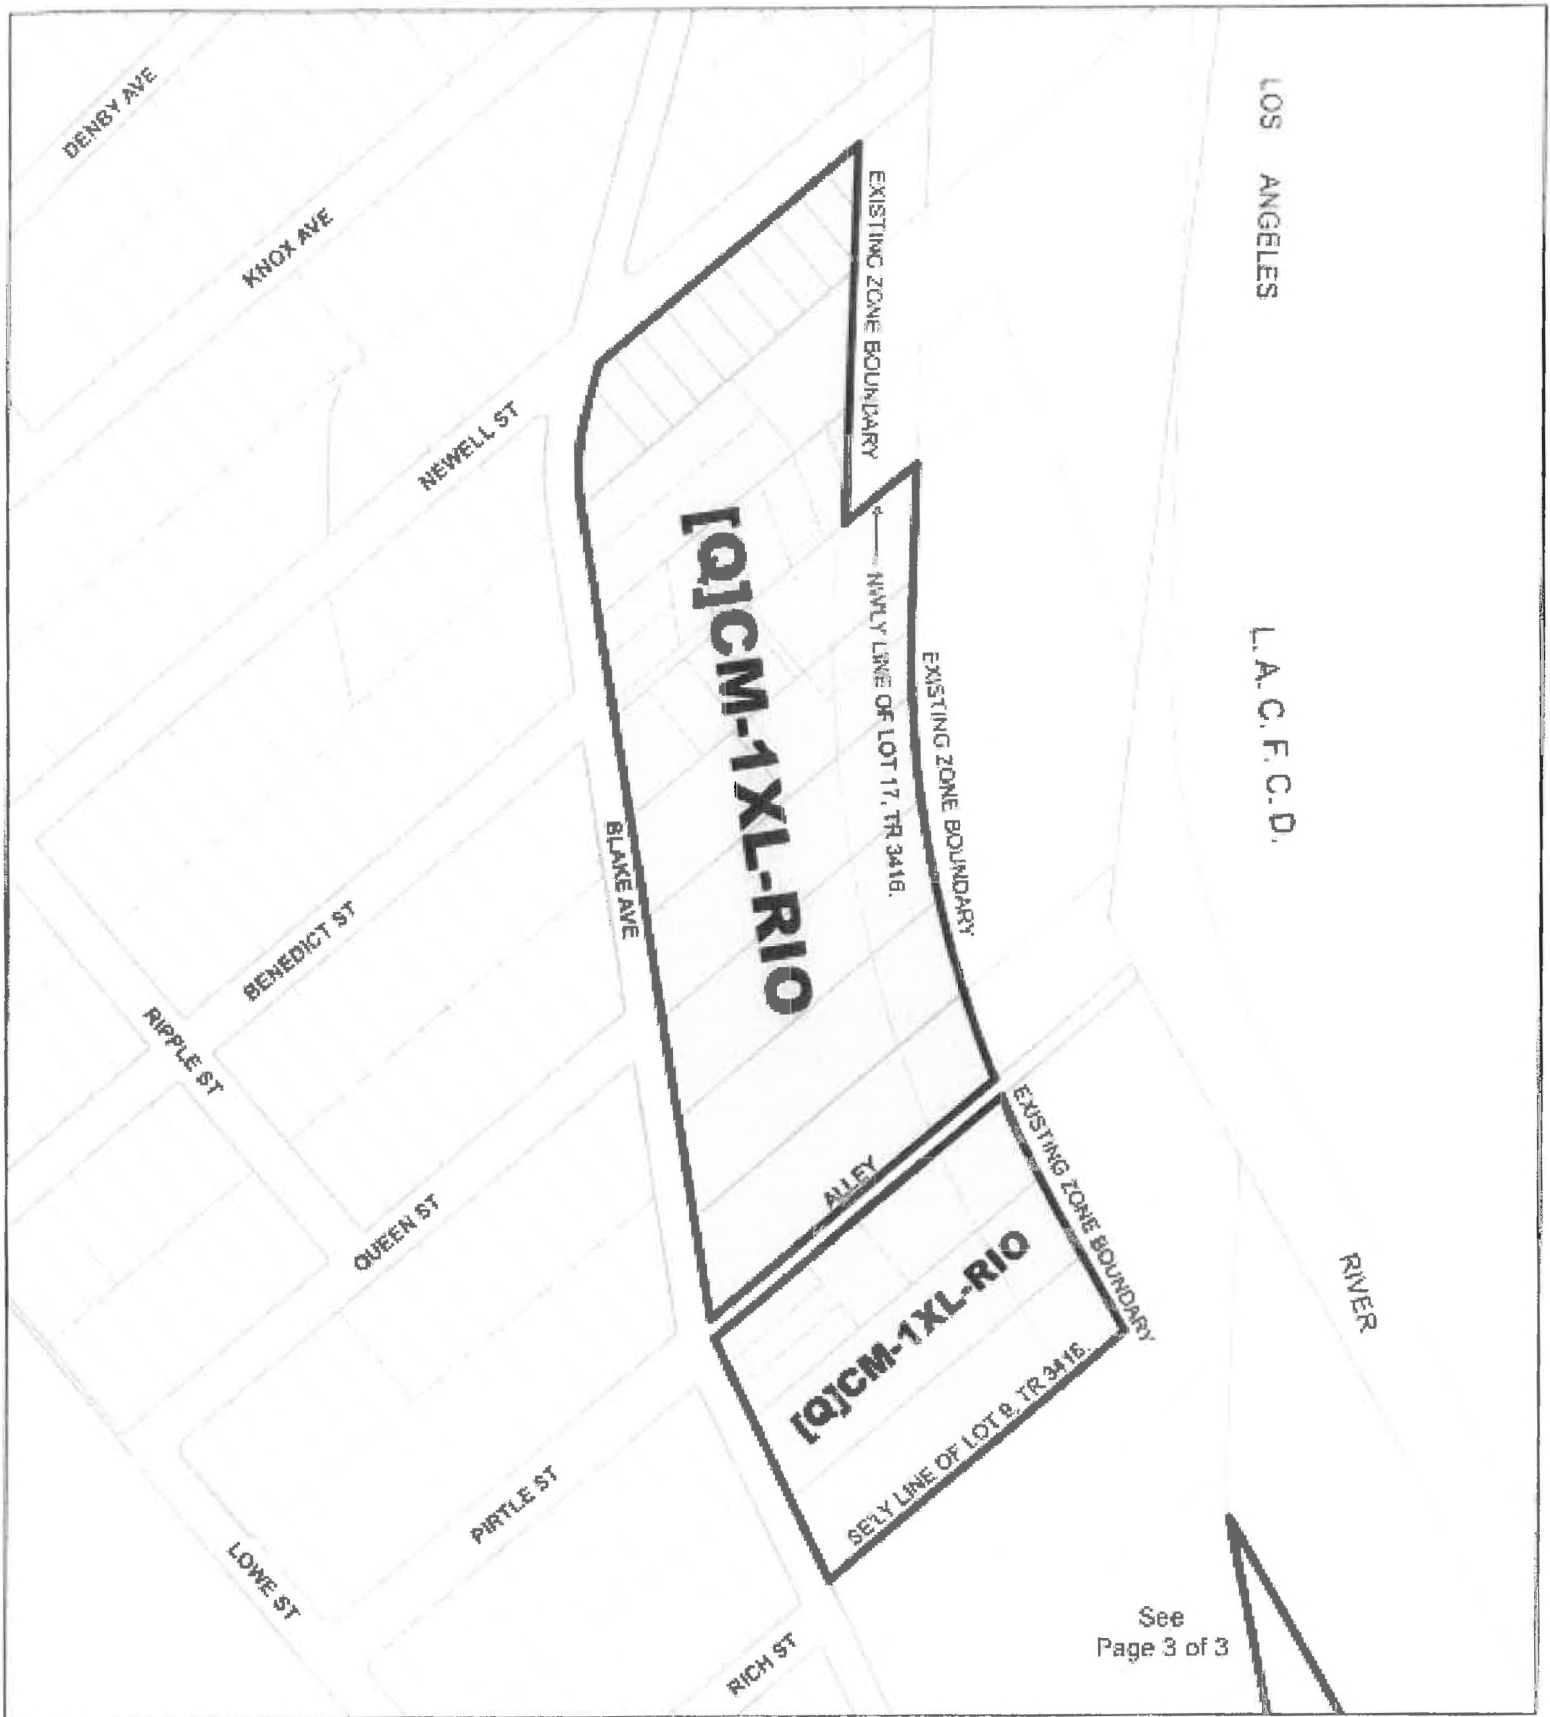 DENBY AVE
LOS ANGELES
KNOX AVE
EXISTING ZONE BOUNDARY
NEWELL ST
[Q]CM-1XL-RIO
NW'LY LINE OF LOT 17, TR 3416.
EXISTING ZONE BOUNDARY
L. A. C. F. C. D.
BLAKE AVE
BENEDICT ST
RIPPLE ST
ALLEY
EXISTING ZONE BOUNDARY
QUEEN ST
[Q]CM-1XL-RIO
RIVER
SE'LY LINE OF LOT 9, TR 3416.
PIRTLE ST
LOWE ST
RICH ST
See
Page 3 of 3